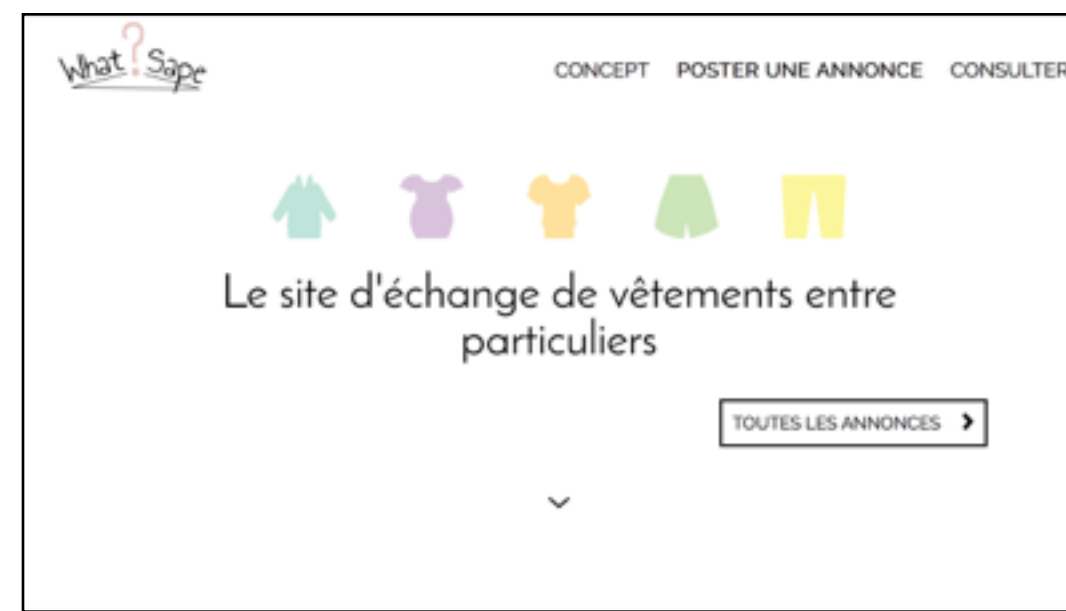 What ? Sape
CONCEPT POSTER UNE ANNONCE CONSULTER
Le site d'échange de vêtements entre
particuliers
TOUTES LES ANNONCES